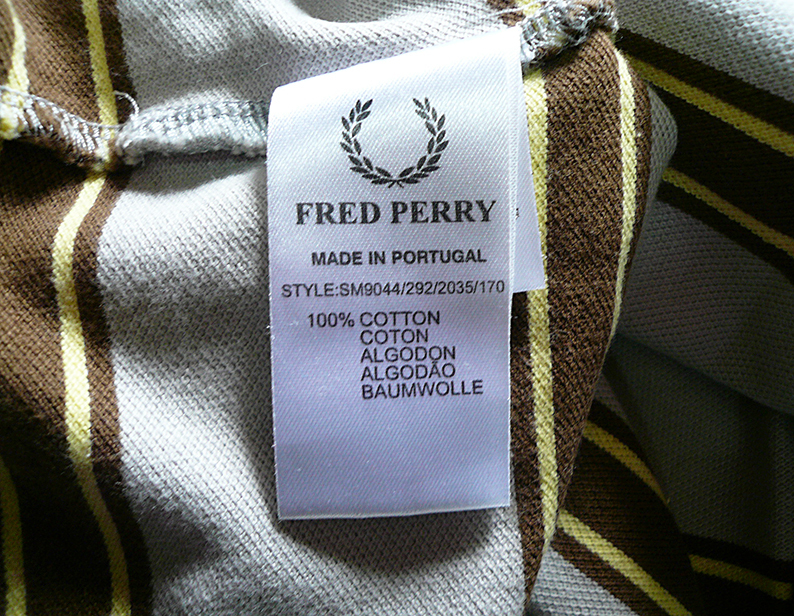 FRED PERRY
MADE IN PORTUGAL
STYLE:SM9044/292/2035/170
100% COTTON
COTON
ALGODON
ALGODÃO
BAUMWOLLE